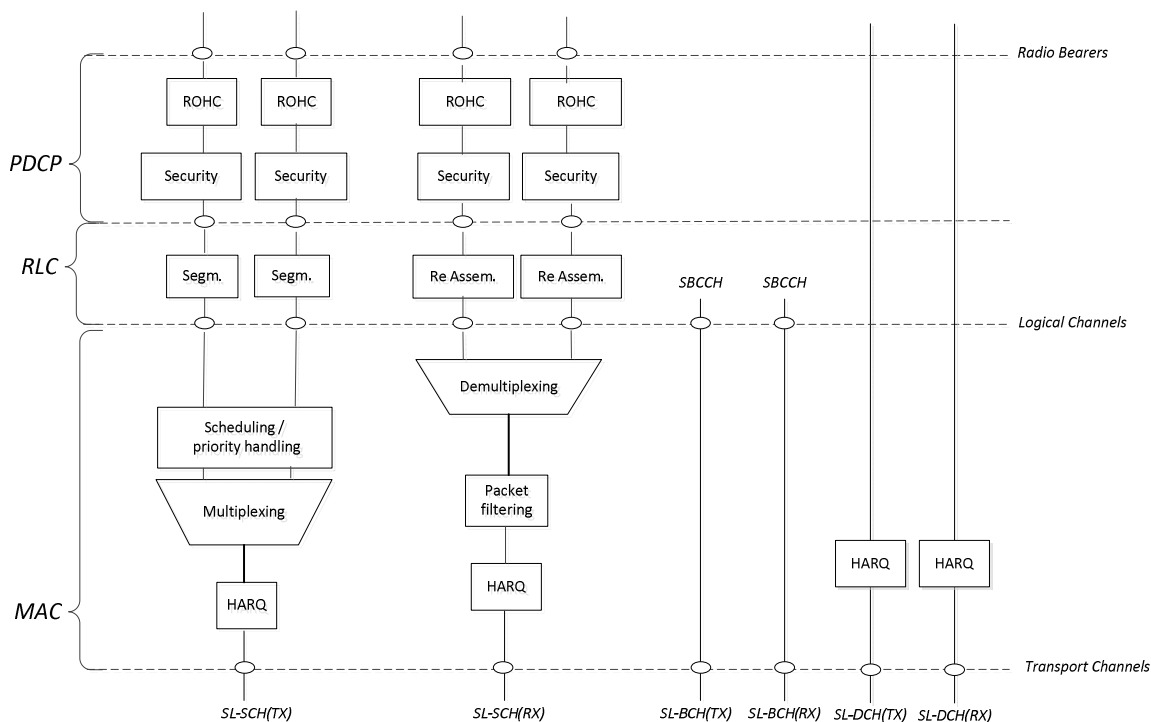 Radio Bearers
ROHC
ROHC
ROHC
ROHC
PDCP
Security
Security
Security
Security
RLC
Segm.
Segm.
Re Assem.
Re Assem.
SBCCH
SBCCH
Logical Channels
Demultiplexing
Scheduling /
priority handling
Packet
filtering
Multiplexing
HARQ
HARQ
HARQ
HARQ
MAC
Transport Channels
SL-SCH(TX)
SL-SCH(RX)
SL-BCH(TX)
SL-BCH(RX)
SL-DCH(TX)
SL-DCH(RX)